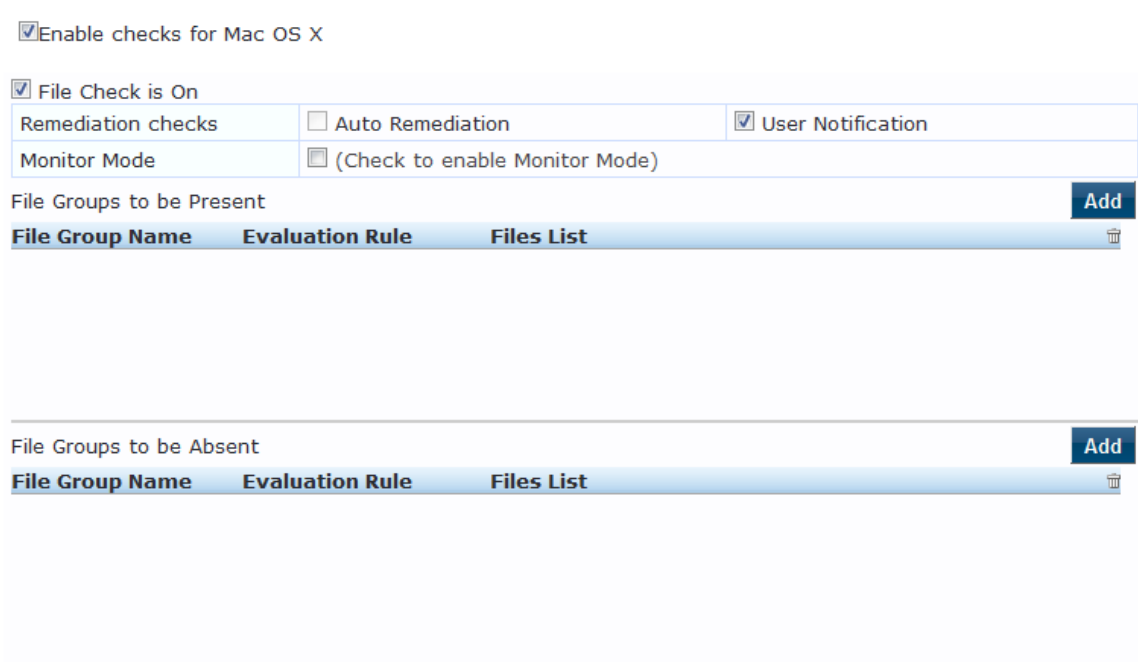 Enable checks for Mac OS X
File Check is On
Remediation checks Auto Remediation User Notification
Monitor Mode (Check to enable Monitor Mode)
File Groups to be Present Add
File Group Name Evaluation Rule Files List
File Groups to be Absent Add
File Group Name Evaluation Rule Files List